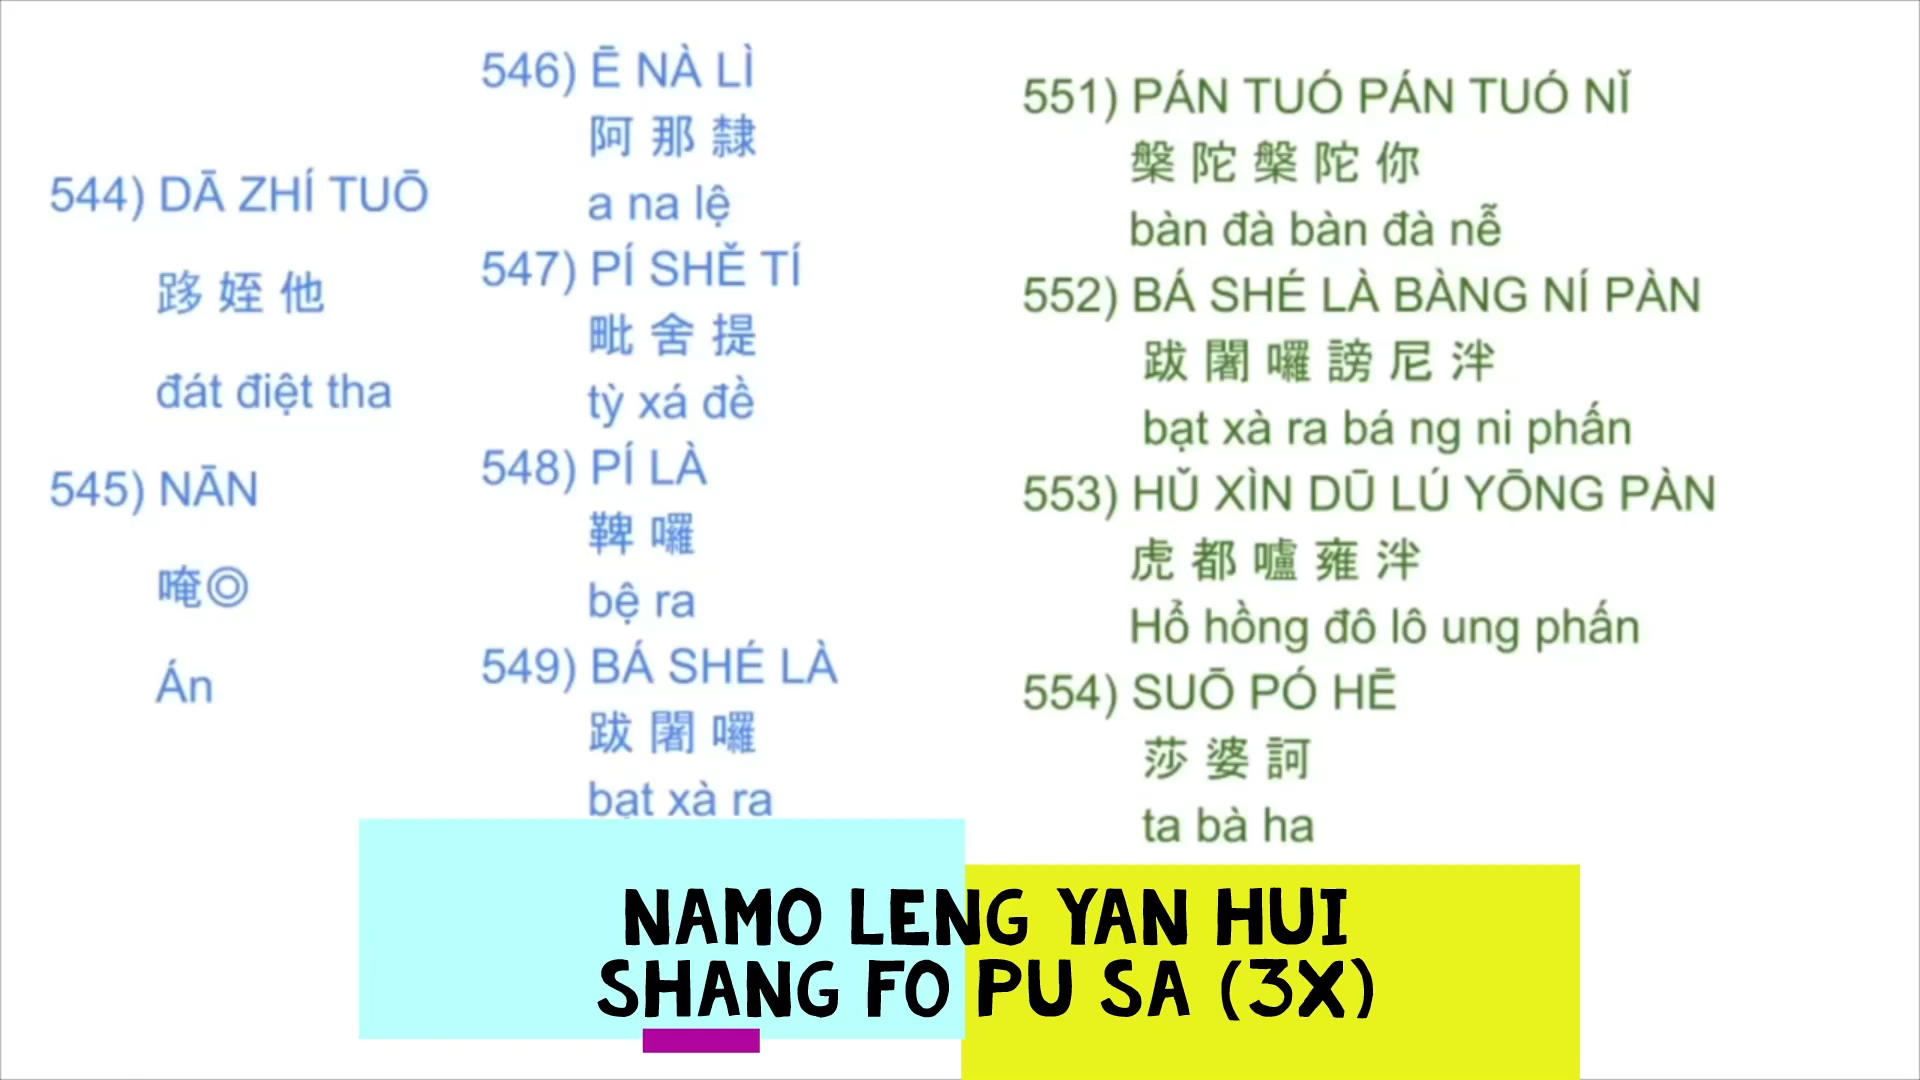 544) DĀ ZHÍ TUŌ
跢 姪 他
đát điệt tha
545) NĀN
唵◎
Án
546) Ē NÀ LÌ
阿 那 隸
a na lệ
547) PÍ SHĚ TÍ
毗 舍 提
tỳ xá đề
548) PÍ LÀ
鞞 囉
bệ ra
549) BÁ SHÉ LÀ
跋 闍 囉
bạt xà ra
551) PÁN TUÓ PÁN TUÓ NǏ
槃 陀 槃 陀 你
bàn đà bàn đà nễ
552) BÁ SHÉ LÀ BÀNG NÍ PÀN
跋 闍 囉 謗 尼 泮
bạt xà ra bá ng ni phấn
553) HǓ XÌN DŪ LÚ YŌNG PÀN
虎 都 嚧 雍 泮
Hổ hồng đô lô ung phấn
554) SUŌ PÓ HĒ
莎 婆 訶
ta bà ha
NAMO LENG YAN HUI
SHANG FO PU SA (3X)